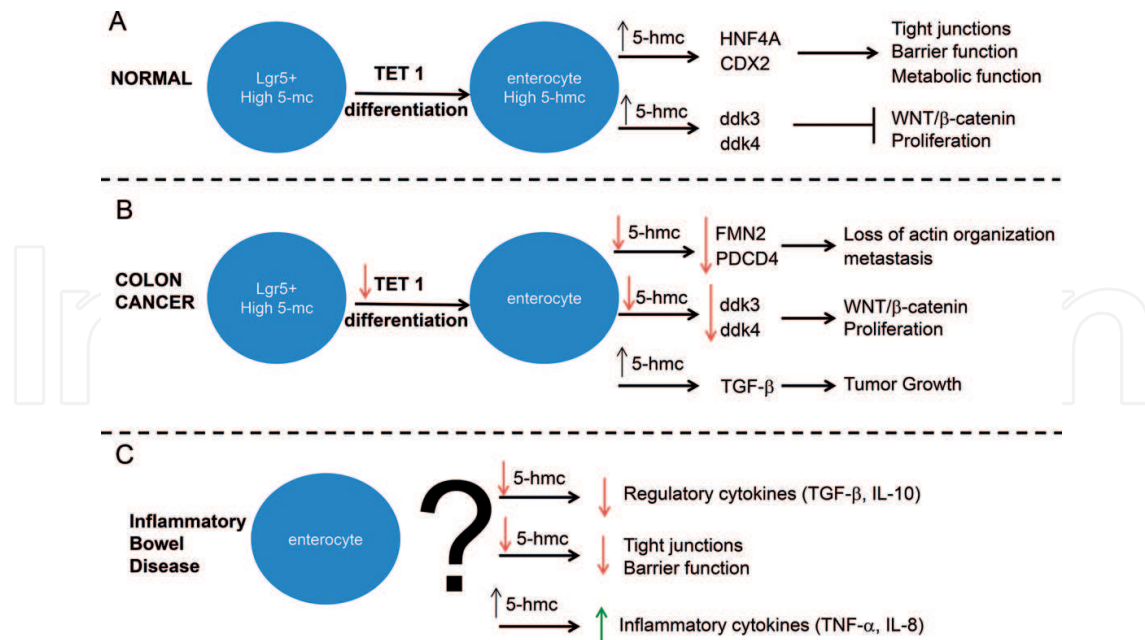 A
NORMAL
Lgr5+
High 5-mc
TET 1
differentiation
enterocyte
High 5-hmc
↑ 5-hmc
HNF4A
CDX2
Tight junctions
Barrier function
Metabolic function
↑ 5-hmc
ddk3
ddk4
WNT/β-catenin
Proliferation
B
COLON
CANCER
Lgr5+
High 5-mc
↓ TET 1
differentiation
enterocyte
↓ 5-hmc
↓ FMN2
PDCD4
Loss of actin organization
metastasis
↓ 5-hmc
↓ ddk3
ddk4
WNT/β-catenin
Proliferation
↑ 5-hmc
TGF-β
Tumor Growth
C
Inflammatory
Bowel
Disease
enterocyte
?
↓ 5-hmc
↓ Regulatory cytokines (TGF-β, IL-10)
↓ 5-hmc
↓ Tight junctions
Barrier function
↑ 5-hmc
↑ Inflammatory cytokines (TNF-α, IL-8)